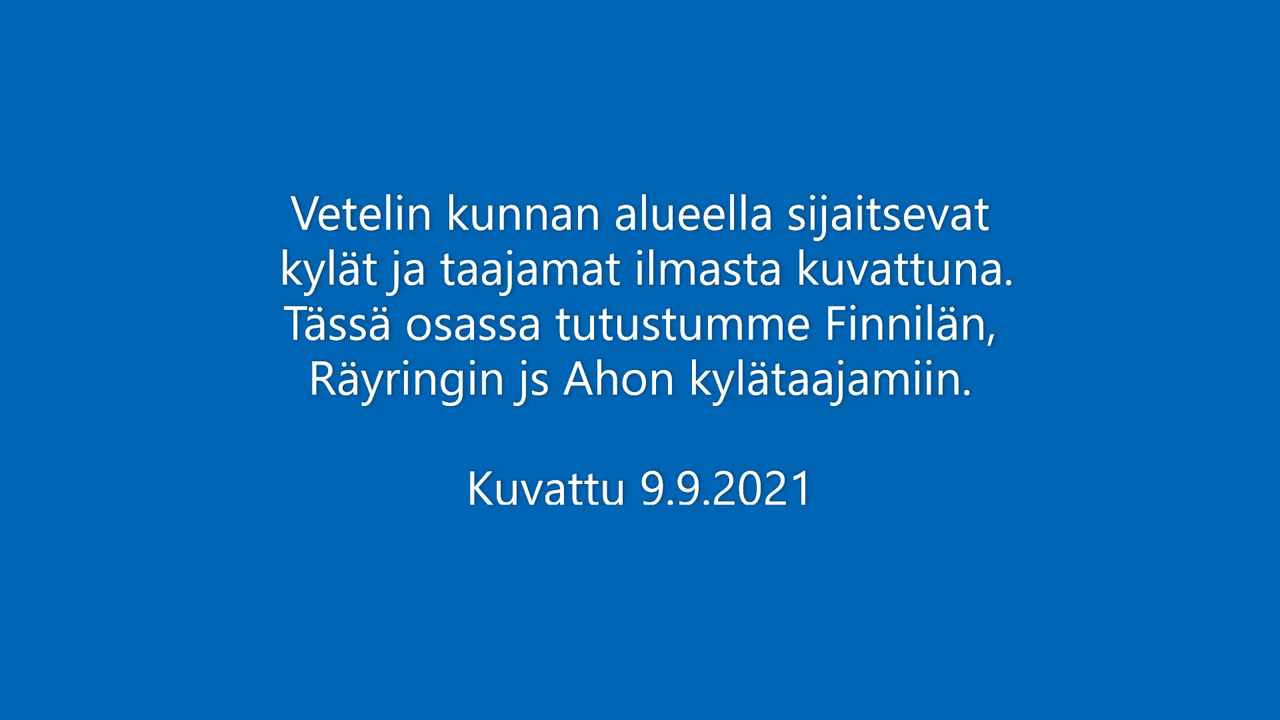 Vetelin kunnan alueella sijaitsevat
kylät ja taajamat ilmasta kuvattuna.
Tässä osassa tutustumme Finnilän,
Räyringin js Ahon kylätaajamiin.
Kuvattu 9.9.2021